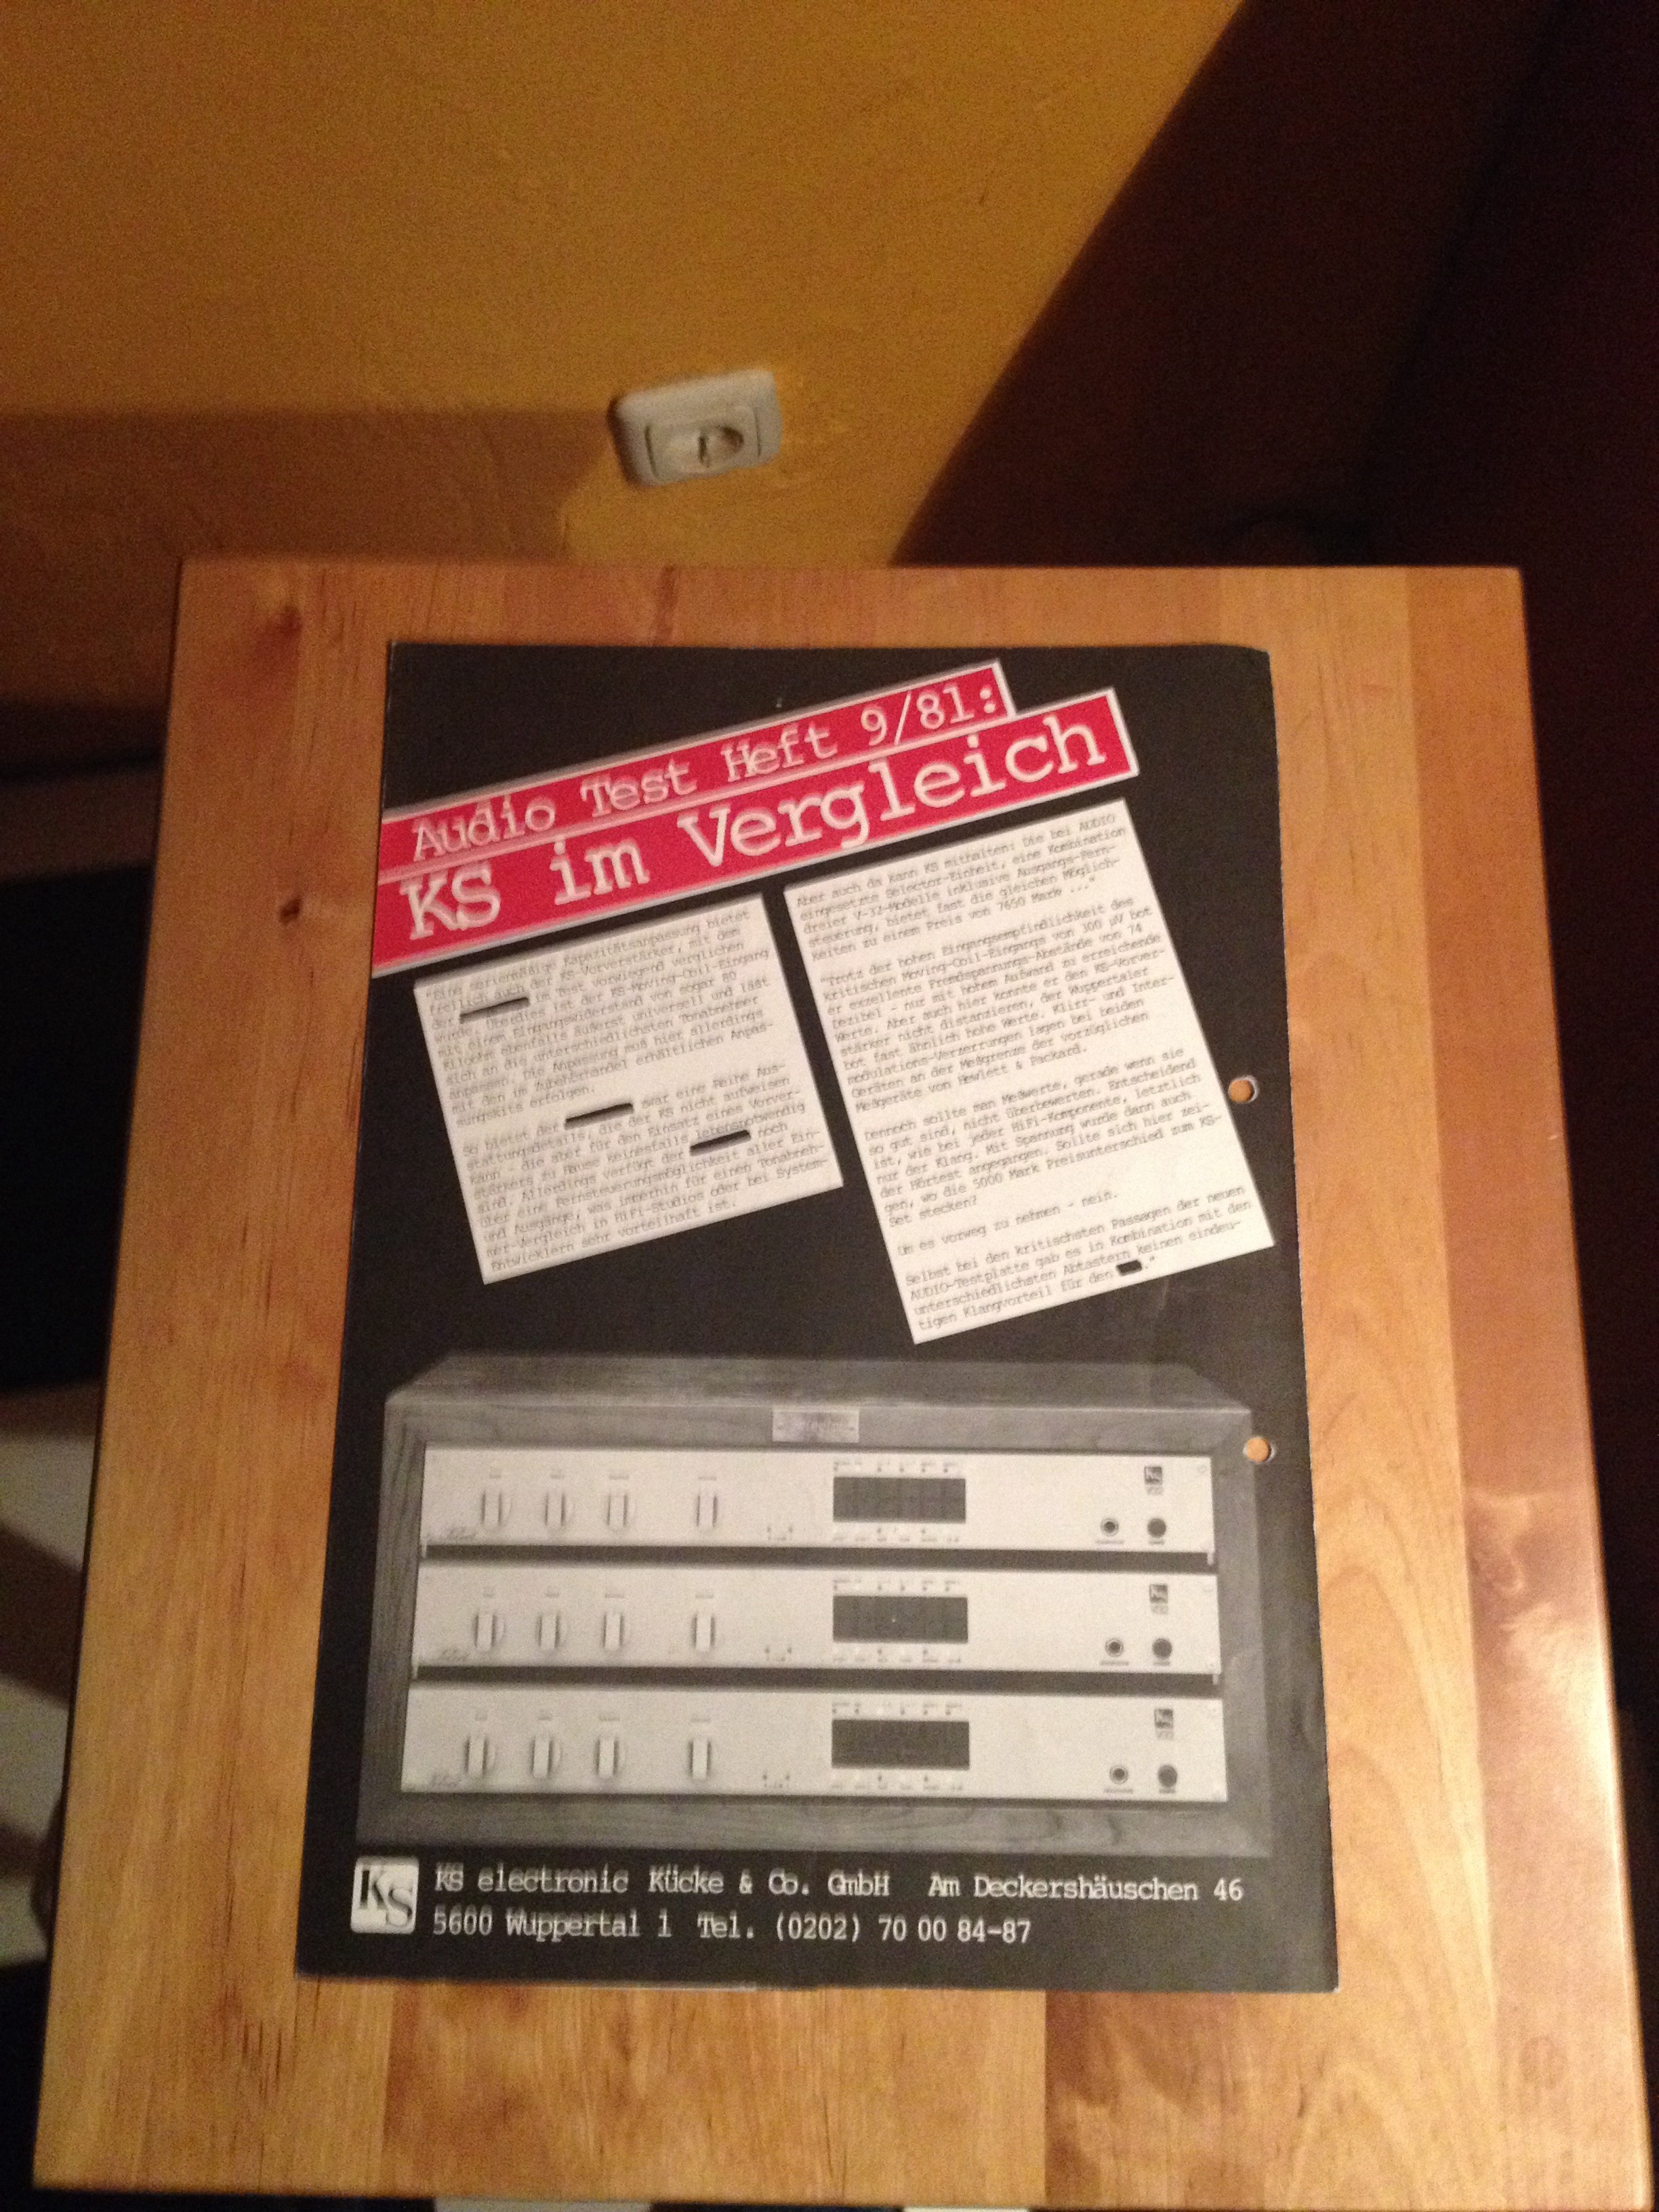 Audio Test Heft 9/81:
KS im Vergleich
"Eine serienmäßige Kapazitätsanpassung bietet
freilich auch der KS-Vorverstärker, mit dem
der im Test vorwiegend verglichen
wurde. Überdies ist der KS-Moving-Coil-Eingang
mit einem Eingangswiderstand von sogar 80
Kiloohm ebenfalls äußerst universell und läßt
sich an die unterschiedlichsten Tonabnehmer
anpassen. Die Anpassung muß hier allerdings
mit den im Zubehörhandel erhältlichen Anpas-
sungskits erfolgen.
So bietet der zwar eine Reihe Aus-
stattungsdetails, die der KS nicht aufweisen
kann - die aber für den Einsatz eines Vorver-
stärkers zu Hause keinesfalls lebensnotwendig
sind. Allerdings verfügt der noch
über eine Fernsteuerungsmöglichkeit aller Ein-
und Ausgänge, was immerhin für einen Tonabneh-
mer-Vergleich in HiFi-Studios oder bei System-
Entwicklern sehr vorteilhaft ist.
Aber auch da kann KS mithalten: Die bei AUDIO
eingesetzte Selector-Einheit, eine Kombination
dreier V-32-Modelle inklusive Ausgangs-Fern-
steuerung, bietet fast die gleichen Möglich-
keiten zu einem Preis von 7650 Mark ..."
"Trotz der hohen Eingangsempfindlichkeit des
kritischen Moving-Coil-Eingangs von 300 µV bot
er exzellente Fremdspannungs-Abstände von 74
Dezibel - nur mit hohem Aufwand zu erreichende
Werte. Aber auch hier konnte er den KS-Vorver-
stärker nicht distanzieren, der Wuppertaler
bot fast ähnlich hohe Werte. Klirr- und Inter-
modulations-Verzerrungen lagen bei beiden
Geräten an der Meßgrenze der vorzüglichen
Meßgeräte von Hewlett & Packard.
Dennoch sollte man Meßwerte, gerade wenn sie
so gut sind, nicht überbewerten. Entscheidend
ist, wie bei jeder HiFi-Komponente, letztlich
nur der Klang. Mit Spannung wurde dann auch
der Hörtest angegangen. Sollte sich hier zei-
gen, wo die 5000 Mark Preisunterschied zum KS-
Set stecken?
Um es vorweg zu nehmen - nein.
Selbst bei den kritischsten Passagen der neuen
AUDIO-Testplatte gab es in Kombination mit den
unterschiedlichsten Abtastern keinen eindeu-
tigen Klangvorteil für den ."
KS
KS electronic Kücke & Co. GmbH Am Deckershäuschen 46
5600 Wuppertal 1 Tel. (0202) 70 00 84-87